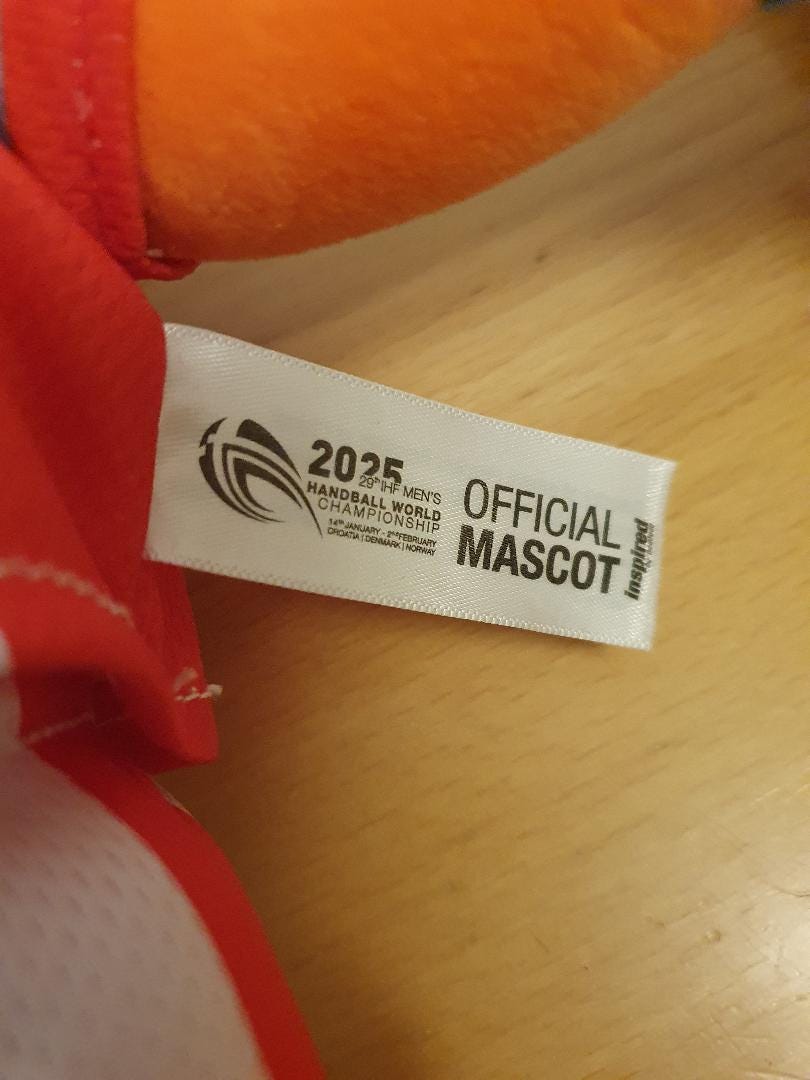 2025
29th IHF MEN'S
HANDBALL WORLD
CHAMPIONSHIP
14th JANUARY - 2nd FEBRUARY
CROATIA | DENMARK | NORWAY
OFFICIAL
MASCOT
inspired